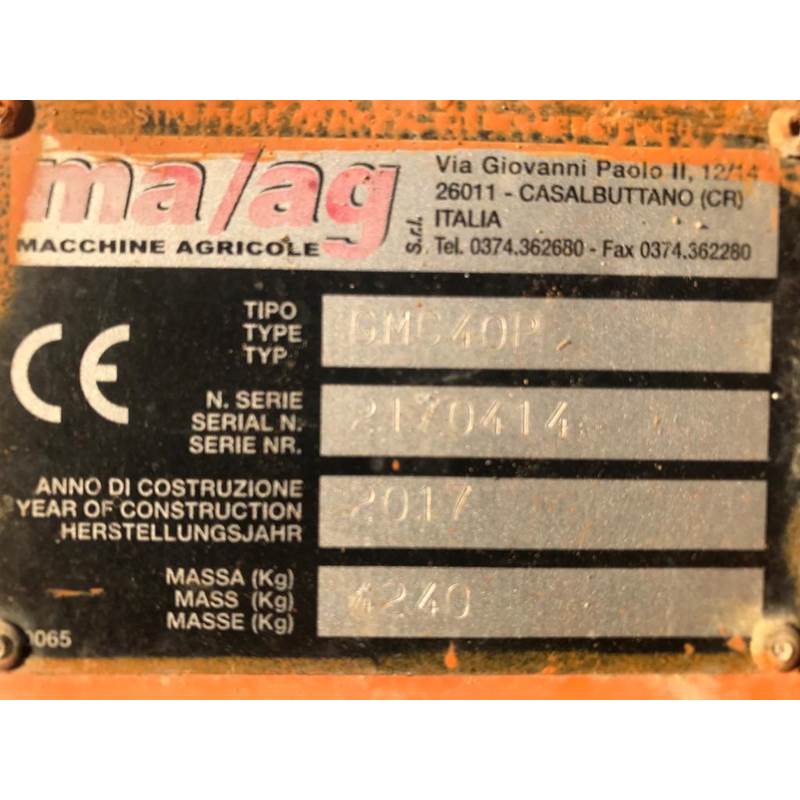 ma/ag
MACCHINE AGRICOLE
S.r.l.
Via Giovanni Paolo II, 12/14
26011 - CASALBUTTANO (CR)
ITALIA
Tel. 0374.362680 - Fax 0374.362280
CE
TIPO
TYPE
TYP
GMC40P
N. SERIE
SERIAL N.
SERIE NR.
2170414
ANNO DI COSTRUZIONE
YEAR OF CONSTRUCTION
HERSTELLUNGSJAHR
2017
MASSA (Kg)
MASS (Kg)
MASSE (Kg)
4240
0065